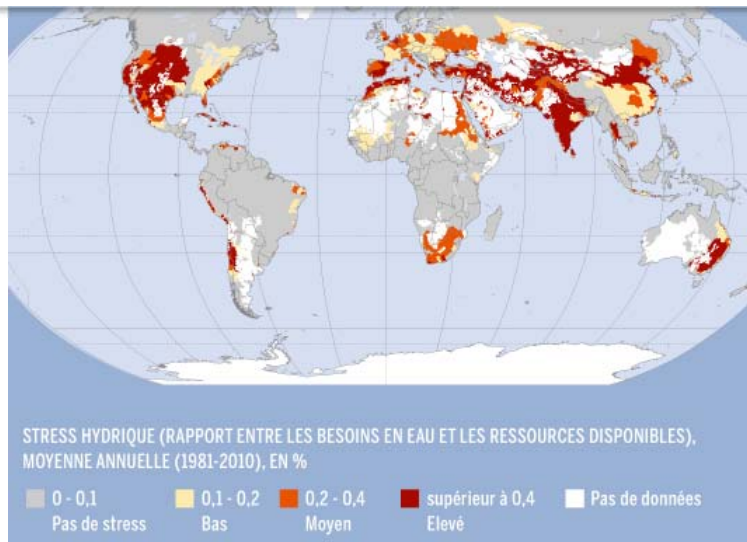 STRESS HYDRIQUE (RAPPORT ENTRE LES BESOINS EN EAU ET LES RESSOURCES DISPONIBLES),
MOYENNE ANNUELLE (1981-2010), EN %
0 - 0,1 0,1 - 0,2 0,2 - 0,4 supérieur à 0,4 Pas de données
Pas de stress Bas Moyen Elevé